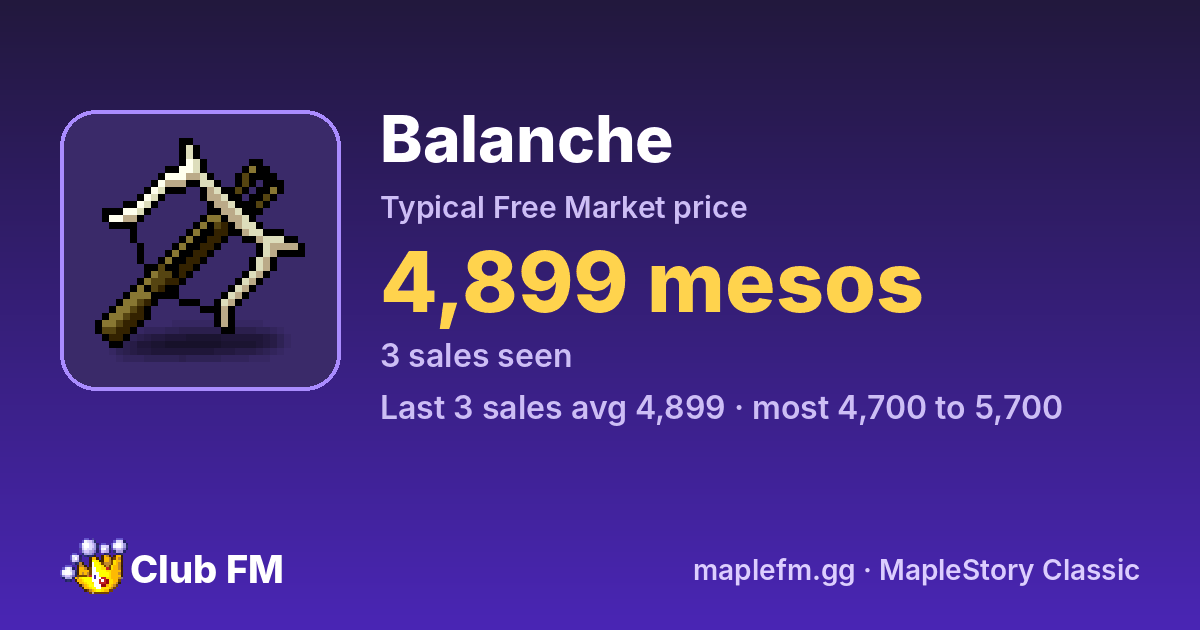 Balanche
Typical Free Market price
4,899 mesos
3 sales seen
Last 3 sales avg 4,899 · most 4,700 to 5,700
Club FM
maplefm.gg · MapleStory Classic